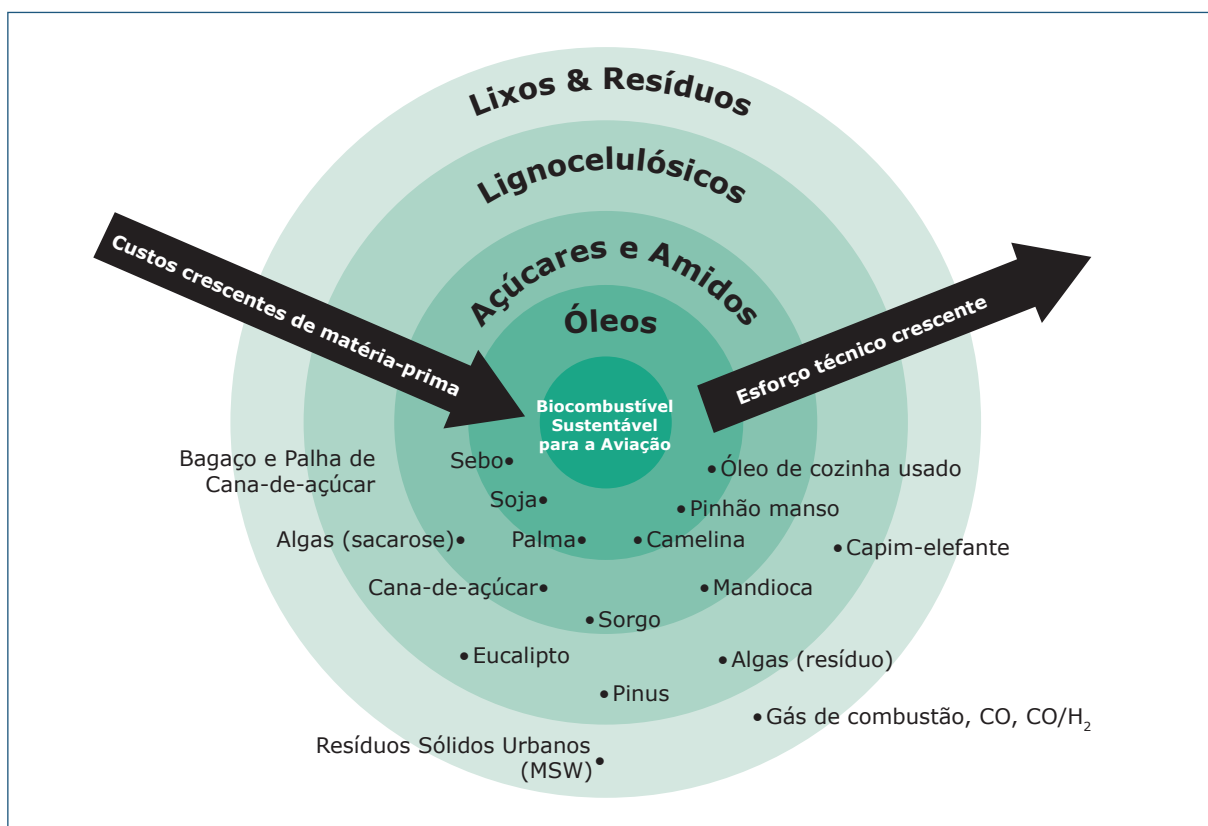 Lixos & Resíduos
Lignocelulósicos
Açúcares e Amidos
Óleos
Custos crescentes de matéria-prima
Esforço técnico crescente
Biocombustível
Sustentável
para a Aviação
Bagaço e Palha de
Cana-de-açúcar
Sebo•
•Óleo de cozinha usado
Soja•
•Pinhão manso
Algas (sacarose)•
Palma•
•Camelina
•Capim-elefante
Cana-de-açúcar•
•Mandioca
•Sorgo
•Eucalipto
•Algas (resíduo)
•Pinus
•Gás de combustão, CO, CO/H₂
Resíduos Sólidos Urbanos
(MSW)•